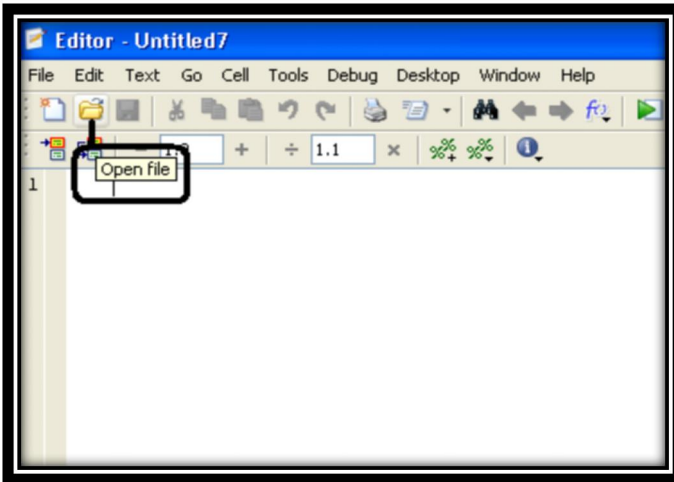 Editor - Untitled7
File Edit Text Go Cell Tools Debug Desktop Window Help
− + ÷ 1.1 ×
Open file
1